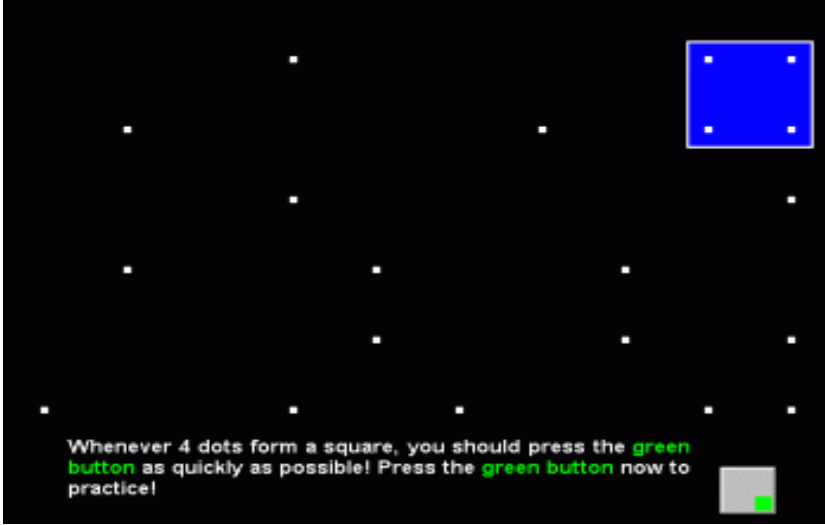 Whenever 4 dots form a square, you should press the green
button as quickly as possible! Press the green button now to
practice!